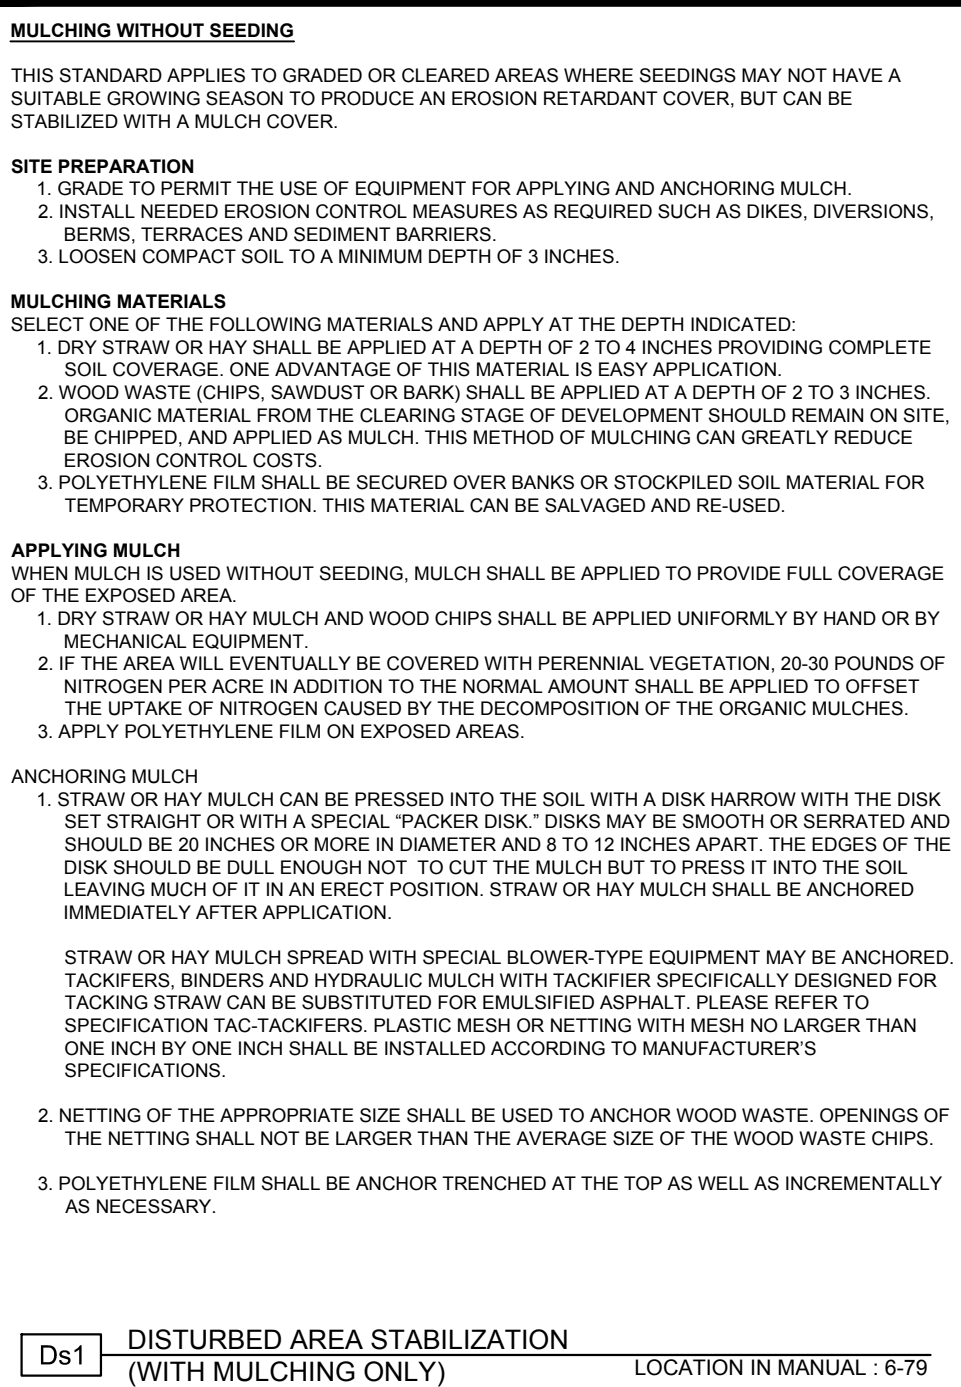 MULCHING WITHOUT SEEDING
THIS STANDARD APPLIES TO GRADED OR CLEARED AREAS WHERE SEEDINGS MAY NOT HAVE A
SUITABLE GROWING SEASON TO PRODUCE AN EROSION RETARDANT COVER, BUT CAN BE
STABILIZED WITH A MULCH COVER.
SITE PREPARATION
1. GRADE TO PERMIT THE USE OF EQUIPMENT FOR APPLYING AND ANCHORING MULCH.
2. INSTALL NEEDED EROSION CONTROL MEASURES AS REQUIRED SUCH AS DIKES, DIVERSIONS,
BERMS, TERRACES AND SEDIMENT BARRIERS.
3. LOOSEN COMPACT SOIL TO A MINIMUM DEPTH OF 3 INCHES.
MULCHING MATERIALS
SELECT ONE OF THE FOLLOWING MATERIALS AND APPLY AT THE DEPTH INDICATED:
1. DRY STRAW OR HAY SHALL BE APPLIED AT A DEPTH OF 2 TO 4 INCHES PROVIDING COMPLETE
SOIL COVERAGE. ONE ADVANTAGE OF THIS MATERIAL IS EASY APPLICATION.
2. WOOD WASTE (CHIPS, SAWDUST OR BARK) SHALL BE APPLIED AT A DEPTH OF 2 TO 3 INCHES.
ORGANIC MATERIAL FROM THE CLEARING STAGE OF DEVELOPMENT SHOULD REMAIN ON SITE,
BE CHIPPED, AND APPLIED AS MULCH. THIS METHOD OF MULCHING CAN GREATLY REDUCE
EROSION CONTROL COSTS.
3. POLYETHYLENE FILM SHALL BE SECURED OVER BANKS OR STOCKPILED SOIL MATERIAL FOR
TEMPORARY PROTECTION. THIS MATERIAL CAN BE SALVAGED AND RE-USED.
APPLYING MULCH
WHEN MULCH IS USED WITHOUT SEEDING, MULCH SHALL BE APPLIED TO PROVIDE FULL COVERAGE
OF THE EXPOSED AREA.
1. DRY STRAW OR HAY MULCH AND WOOD CHIPS SHALL BE APPLIED UNIFORMLY BY HAND OR BY
MECHANICAL EQUIPMENT.
2. IF THE AREA WILL EVENTUALLY BE COVERED WITH PERENNIAL VEGETATION, 20-30 POUNDS OF
NITROGEN PER ACRE IN ADDITION TO THE NORMAL AMOUNT SHALL BE APPLIED TO OFFSET
THE UPTAKE OF NITROGEN CAUSED BY THE DECOMPOSITION OF THE ORGANIC MULCHES.
3. APPLY POLYETHYLENE FILM ON EXPOSED AREAS.
ANCHORING MULCH
1. STRAW OR HAY MULCH CAN BE PRESSED INTO THE SOIL WITH A DISK HARROW WITH THE DISK
SET STRAIGHT OR WITH A SPECIAL “PACKER DISK.” DISKS MAY BE SMOOTH OR SERRATED AND
SHOULD BE 20 INCHES OR MORE IN DIAMETER AND 8 TO 12 INCHES APART. THE EDGES OF THE
DISK SHOULD BE DULL ENOUGH NOT TO CUT THE MULCH BUT TO PRESS IT INTO THE SOIL
LEAVING MUCH OF IT IN AN ERECT POSITION. STRAW OR HAY MULCH SHALL BE ANCHORED
IMMEDIATELY AFTER APPLICATION.
STRAW OR HAY MULCH SPREAD WITH SPECIAL BLOWER-TYPE EQUIPMENT MAY BE ANCHORED.
TACKIFERS, BINDERS AND HYDRAULIC MULCH WITH TACKIFIER SPECIFICALLY DESIGNED FOR
TACKING STRAW CAN BE SUBSTITUTED FOR EMULSIFIED ASPHALT. PLEASE REFER TO
SPECIFICATION TAC-TACKIFERS. PLASTIC MESH OR NETTING WITH MESH NO LARGER THAN
ONE INCH BY ONE INCH SHALL BE INSTALLED ACCORDING TO MANUFACTURER’S
SPECIFICATIONS.
2. NETTING OF THE APPROPRIATE SIZE SHALL BE USED TO ANCHOR WOOD WASTE. OPENINGS OF
THE NETTING SHALL NOT BE LARGER THAN THE AVERAGE SIZE OF THE WOOD WASTE CHIPS.
3. POLYETHYLENE FILM SHALL BE ANCHOR TRENCHED AT THE TOP AS WELL AS INCREMENTALLY
AS NECESSARY.
Ds1
DISTURBED AREA STABILIZATION
(WITH MULCHING ONLY)
LOCATION IN MANUAL : 6-79